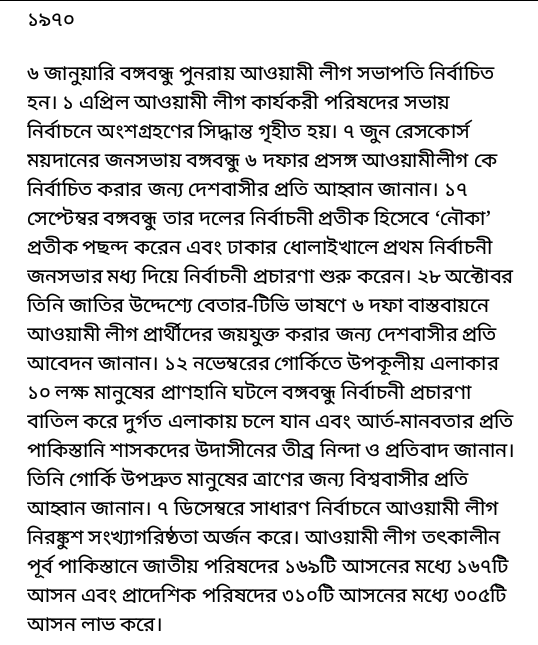 ১৯৭০
৬ জানুয়ারি বঙ্গবন্ধু পুনরায় আওয়ামী লীগ সভাপতি নির্বাচিত
হন। ১ এপ্রিল আওয়ামী লীগ কার্যকরী পরিষদের সভায়
নির্বাচনে অংশগ্রহণের সিদ্ধান্ত গৃহীত হয়। ৭ জুন রেসকোর্স
ময়দানের জনসভায় বঙ্গবন্ধু ৬ দফার প্রসঙ্গ আওয়ামীলীগ কে
নির্বাচিত করার জন্য দেশবাসীর প্রতি আহ্বান জানান। ১৭
সেপ্টেম্বর বঙ্গবন্ধু তার দলের নির্বাচনী প্রতীক হিসেবে ‘নৌকা’
প্রতীক পছন্দ করেন এবং ঢাকার ধোলাইখালে প্রথম নির্বাচনী
জনসভার মধ্য দিয়ে নির্বাচনী প্রচারণা শুরু করেন। ২৮ অক্টোবর
তিনি জাতির উদ্দেশ্যে বেতার-টিভি ভাষণে ৬ দফা বাস্তবায়নে
আওয়ামী লীগ প্রার্থীদের জয়যুক্ত করার জন্য দেশবাসীর প্রতি
আবেদন জানান। ১২ নভেম্বরের গোর্কিতে উপকূলীয় এলাকার
১০ লক্ষ মানুষের প্রাণহানি ঘটলে বঙ্গবন্ধু নির্বাচনী প্রচারণা
বাতিল করে দুর্গত এলাকায় চলে যান এবং আর্ত-মানবতার প্রতি
পাকিস্তানি শাসকদের উদাসীনের তীব্র নিন্দা ও প্রতিবাদ জানান।
তিনি গোর্কি উপদ্রুত মানুষের ত্রাণের জন্য বিশ্ববাসীর প্রতি
আহ্বান জানান। ৭ ডিসেম্বরে সাধারণ নির্বাচনে আওয়ামী লীগ
নিরঙ্কুশ সংখ্যাগরিষ্ঠতা অর্জন করে। আওয়ামী লীগ তৎকালীন
পূর্ব পাকিস্তানে জাতীয় পরিষদের ১৬৯টি আসনের মধ্যে ১৬৭টি
আসন এবং প্রাদেশিক পরিষদের ৩১০টি আসনের মধ্যে ৩০৫টি
আসন লাভ করে।